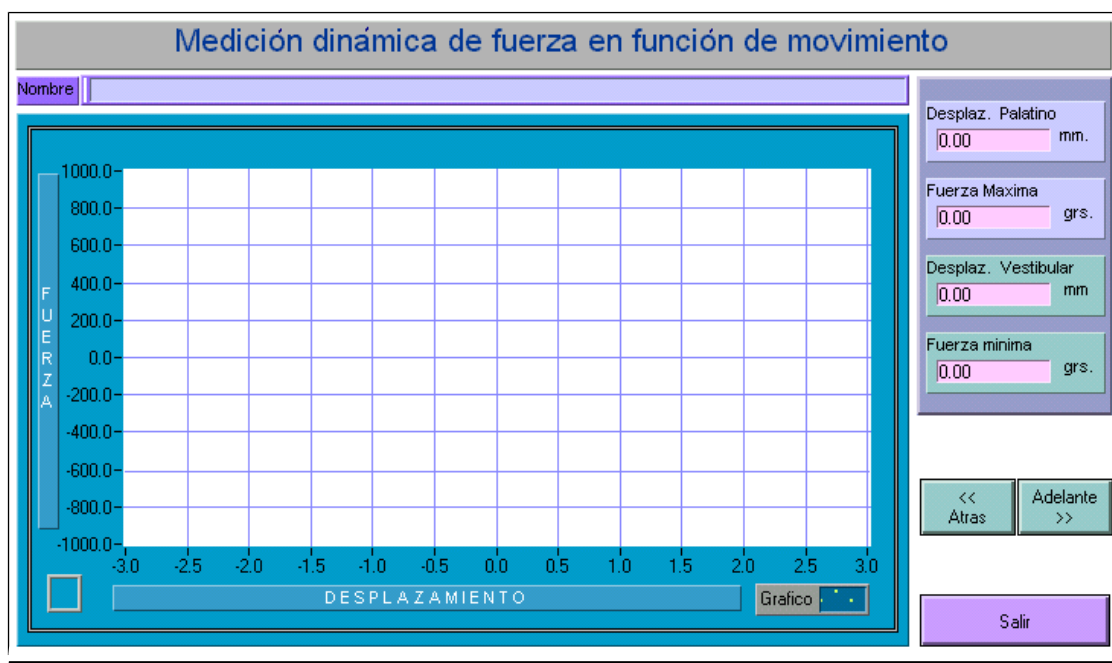 Medición dinámica de fuerza en función de movimiento
Nombre
Desplaz. Palatino
0.00 mm.
Fuerza Maxima
0.00 grs.
Desplaz. Vestibular
0.00 mm
Fuerza minima
0.00 grs.
FUERZA
1000.0
800.0
600.0
400.0
200.0
0.0
-200.0
-400.0
-600.0
-800.0
-1000.0
-3.0 -2.5 -2.0 -1.5 -1.0 -0.5 0.0 0.5 1.0 1.5 2.0 2.5 3.0
DESPLAZAMIENTO
Grafico
<<
Atras
Adelante
>>
Salir